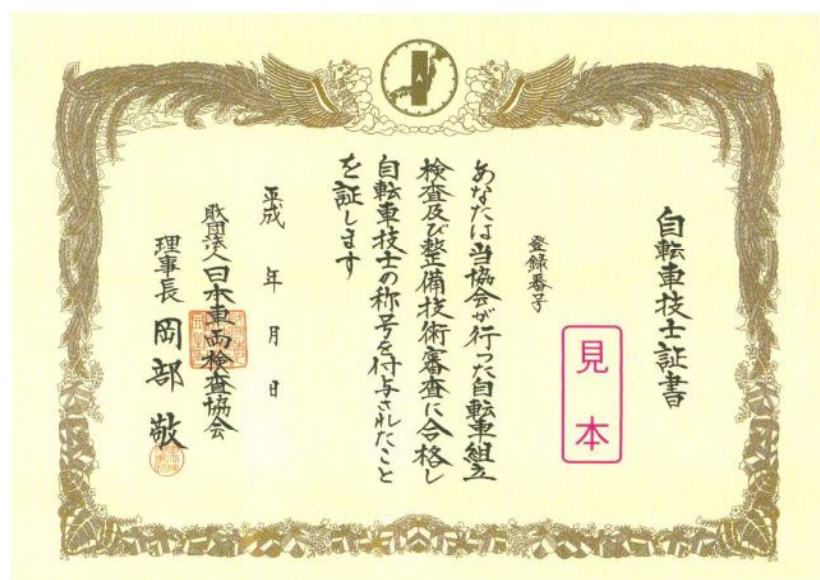 自転車技士証書
見本
登録番号
あなたは当協会が行った自転車組立
検査及び整備技術審査に合格し
自転車技士の称号を付与されたこと
を証します
平成 年 月 日
財団法人日本車両検査協会
理事長 岡部 敬